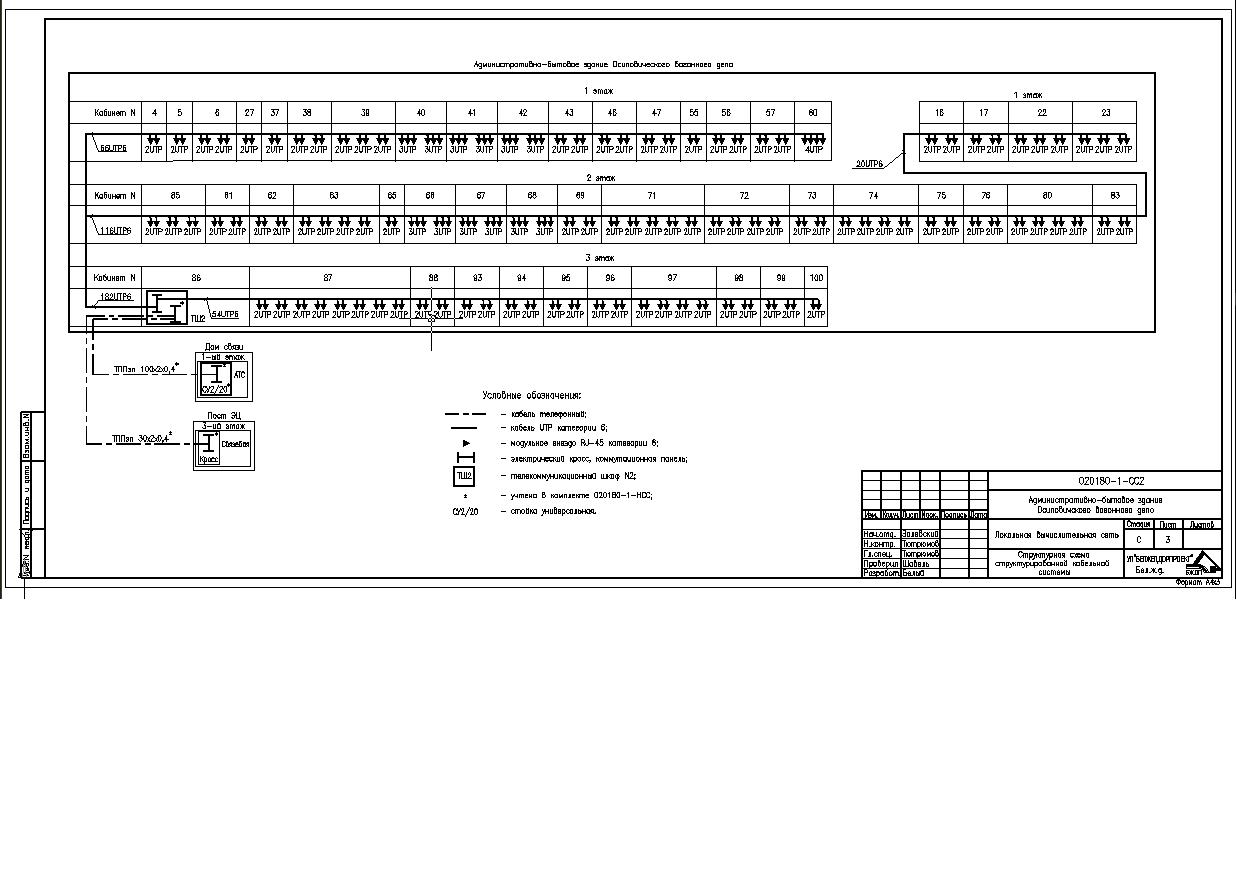 Административно-бытовое здание Осиповического вагонного депо
1 этаж
Кабинет N 4 5 6 27 37 38 39 40 41 42 43 46 47 55 56 57 60
66UTP6 2UTP 2UTP 2UTP 2UTP 2UTP 2UTP 2UTP 2UTP 2UTP 2UTP 2UTP 3UTP 3UTP 3UTP 3UTP 3UTP 3UTP 2UTP 2UTP 2UTP 2UTP 2UTP 2UTP 2UTP 2UTP 2UTP 2UTP 2UTP 4UTP
1 этаж
16 17 22 23
2UTP 2UTP 2UTP 2UTP 2UTP 2UTP 2UTP 2UTP 2UTP 2UTP
20UTP6
2 этаж
Кабинет N 85 61 62 63 65 66 67 68 69 71 72 73 74 75 76 80 83
116UTP6 2UTP 2UTP 2UTP 2UTP 2UTP 2UTP 2UTP 2UTP 2UTP 2UTP 2UTP 2UTP 3UTP 3UTP 3UTP 3UTP 3UTP 3UTP 2UTP 2UTP 2UTP 2UTP 2UTP 2UTP 2UTP 2UTP 2UTP 2UTP 2UTP 2UTP 2UTP 2UTP 2UTP 2UTP 2UTP 2UTP 2UTP 2UTP 2UTP 2UTP 2UTP 2UTP 2UTP 2UTP 2UTP
3 этаж
Кабинет N 86 87 88 93 94 95 96 97 98 99 100
182UTP6
ТШ2 54UTP6 2UTP 2UTP 2UTP 2UTP 2UTP 2UTP 2UTP 2UTP 2UTP 2UTP 2UTP 2UTP 2UTP 2UTP 2UTP 2UTP 2UTP 2UTP 2UTP 2UTP 2UTP 2UTP 2UTP 2UTP 2UTP 2UTP 2UTP
Дом связи
1-ый этаж
ТППэп 100х2х0,4*
АТС
СУ2/20*
Пост ЭЦ
3-ий этаж
ТППэп 30х2х0,4*
Связевая
Кросс
Условные обозначения:
– кабель телефонный;
– кабель UTP категории 6;
– модульное гнездо RJ-45 категории 6;
– электрический кросс, коммутационная панель;
ТШ2 – телекоммуникационный шкаф N2;
* – учтено в комплекте 020180-1-НСС;
СУ2/20 – стойка универсальная.
Взам.инв.N
Подпись и дата
Инв.N подл.
020180-1-СС2
Административно-бытовое здание
Осиповичского вагонного депо
Изм. Кол.уч. Лист Nдок. Подпись Дата
Нач.отд. Залевский
Н.контр. Тютрюмов
Гл.спец. Тютрюмов
Проверил Шавель
Разработ. Белый
Локальная вычислительная сеть
Стадия Лист Листов
С 3
Структурная схема
структурированной кабельной
системы
УП"БЕЛЖЕЛДОРПРОЕКТ"
Бел.ж.д.
БЖДП
Формат А4х3